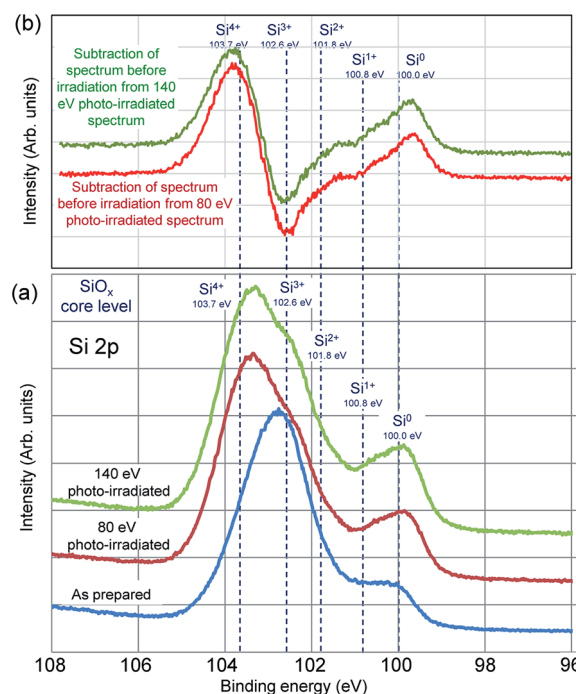 (b)
Si4+
103.7 eV
Si3+
102.6 eV
Si2+
101.8 eV
Si1+
100.8 eV
Si0
100.0 eV
Subtraction of
spectrum before
irradiation from 140
eV photo-irradiated
spectrum
Subtraction of spectrum
before irradiation from 80 eV
photo-irradiated spectrum
Intensity (Arb. units)
(a)
SiOx
core level
Si 2p
Si4+
103.7 eV
Si3+
102.6 eV
Si2+
101.8 eV
Si1+
100.8 eV
Si0
100.0 eV
140 eV
photo-irradiated
80 eV
photo-irradiated
As prepared
Intensity (Arb. units)
108 106 104 102 100 98 96
Binding energy (eV)